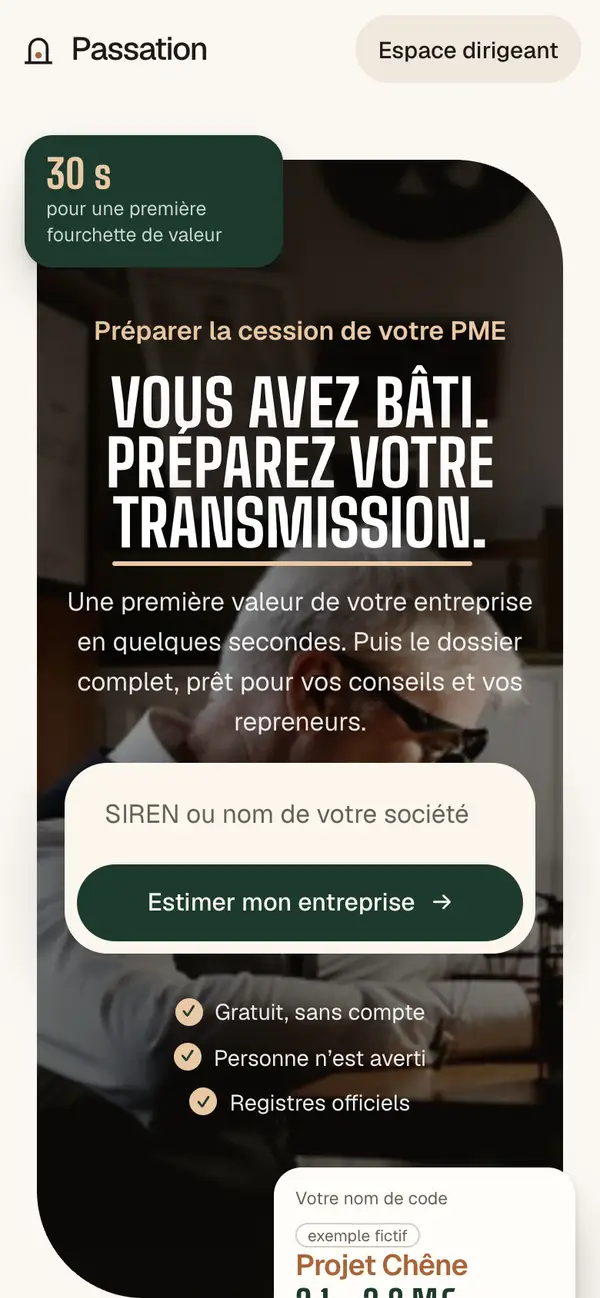 Passation
Espace dirigeant
30 s
pour une première
fourchette de valeur
Préparer la cession de votre PME
VOUS AVEZ BÂTI.
PRÉPAREZ VOTRE
TRANSMISSION.
Une première valeur de votre entreprise
en quelques secondes. Puis le dossier
complet, prêt pour vos conseils et vos
repreneurs.
SIREN ou nom de votre société
Estimer mon entreprise →
Gratuit, sans compte
Personne n’est averti
Registres officiels
Votre nom de code
exemple fictif
Projet Chêne